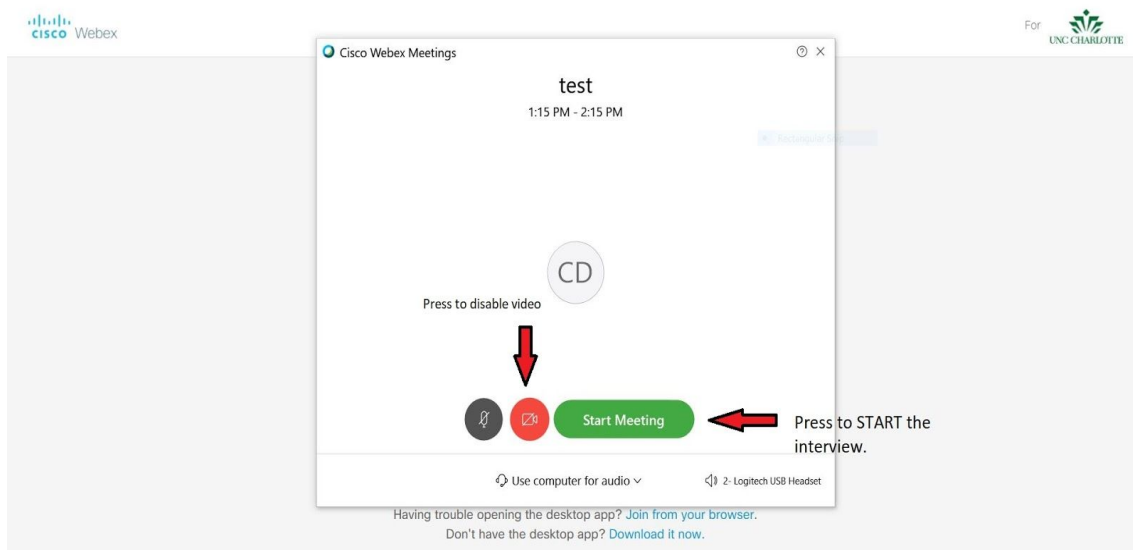 CISCO Webex
For
UNC CHARLOTTE
Cisco Webex Meetings
test
1:15 PM - 2:15 PM
CD
Press to disable video
Start Meeting
Press to START the
interview.
Use computer for audio
2- Logitech USB Headset
Having trouble opening the desktop app? Join from your browser.
Don't have the desktop app? Download it now.